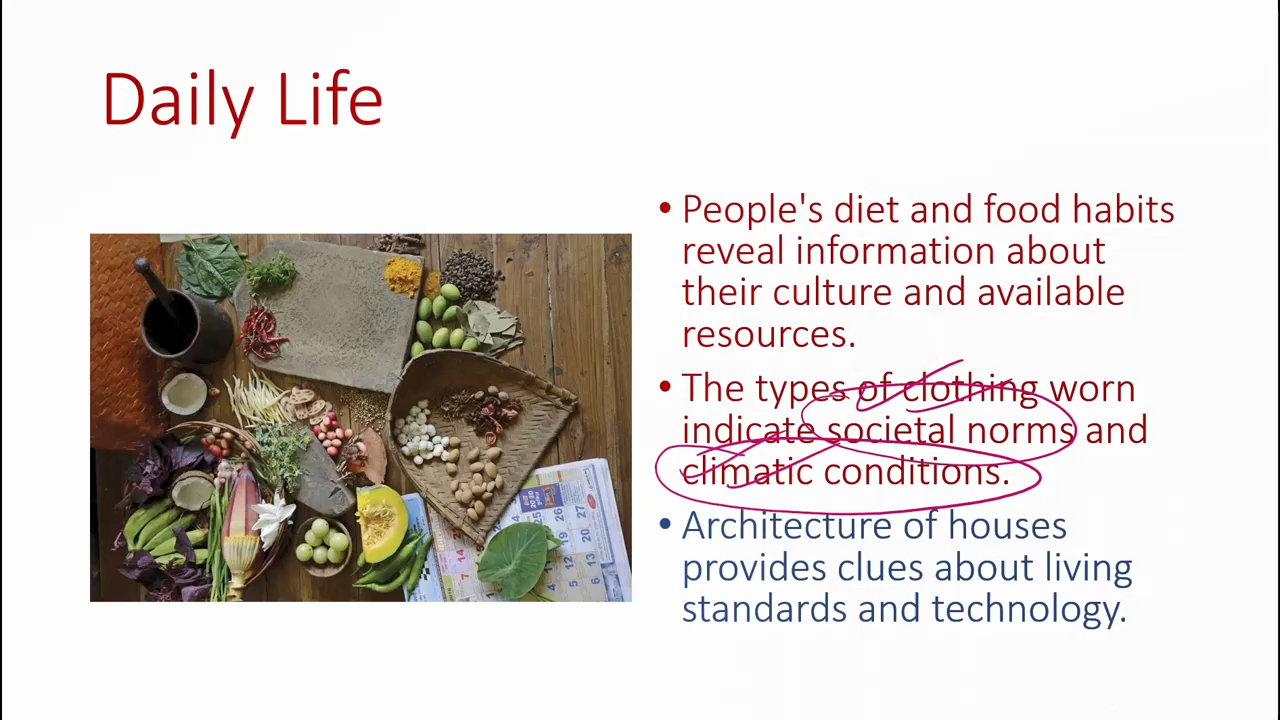 Daily Life
• People's diet and food habits
reveal information about
their culture and available
resources.
• The types of clothing worn
indicate societal norms and
climatic conditions.
• Architecture of houses
provides clues about living
standards and technology.